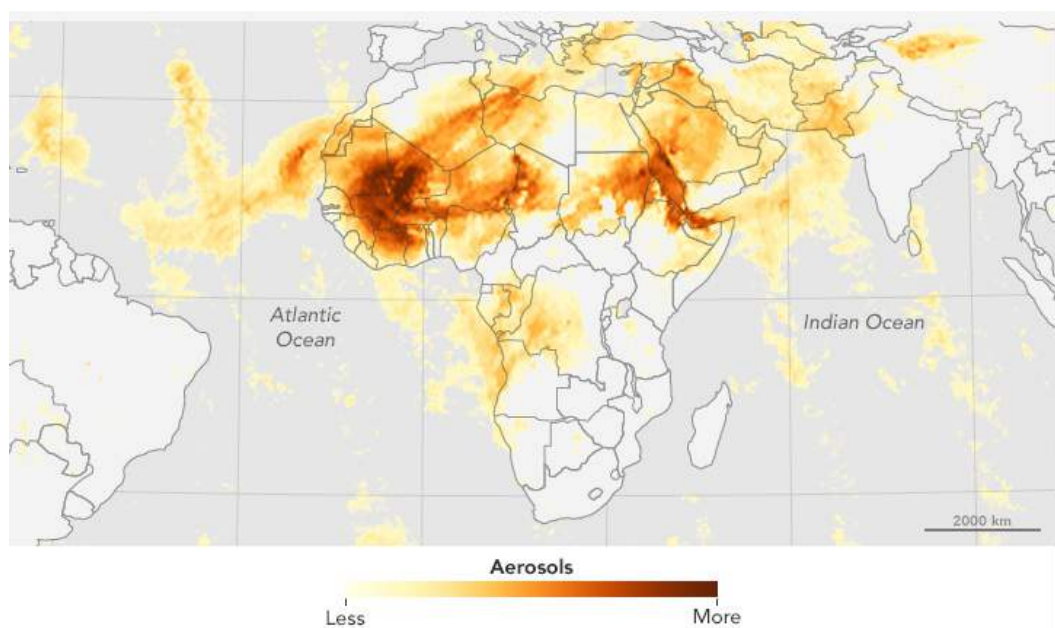 Atlantic
Ocean
Indian Ocean
2000 km
Aerosols
Less
More